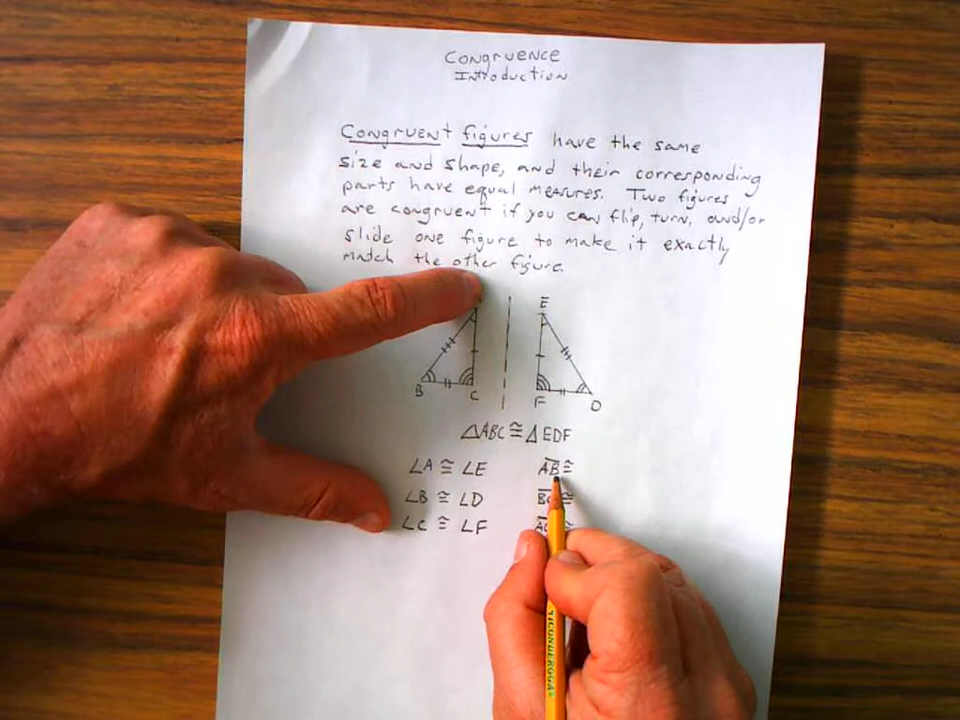 Congruence
Introduction
Congruent figures have the same
size and shape, and their corresponding
parts have equal measures. Two figures
are congruent if you can flip, turn, and/or
slide one figure to make it exactly
match the other figure.
E
B C F D
△ABC ≅ △EDF
∠A ≅ ∠E AB ≅
∠B ≅ ∠D BC ≅
∠C ≅ ∠F AC ≅
TICONDEROGA